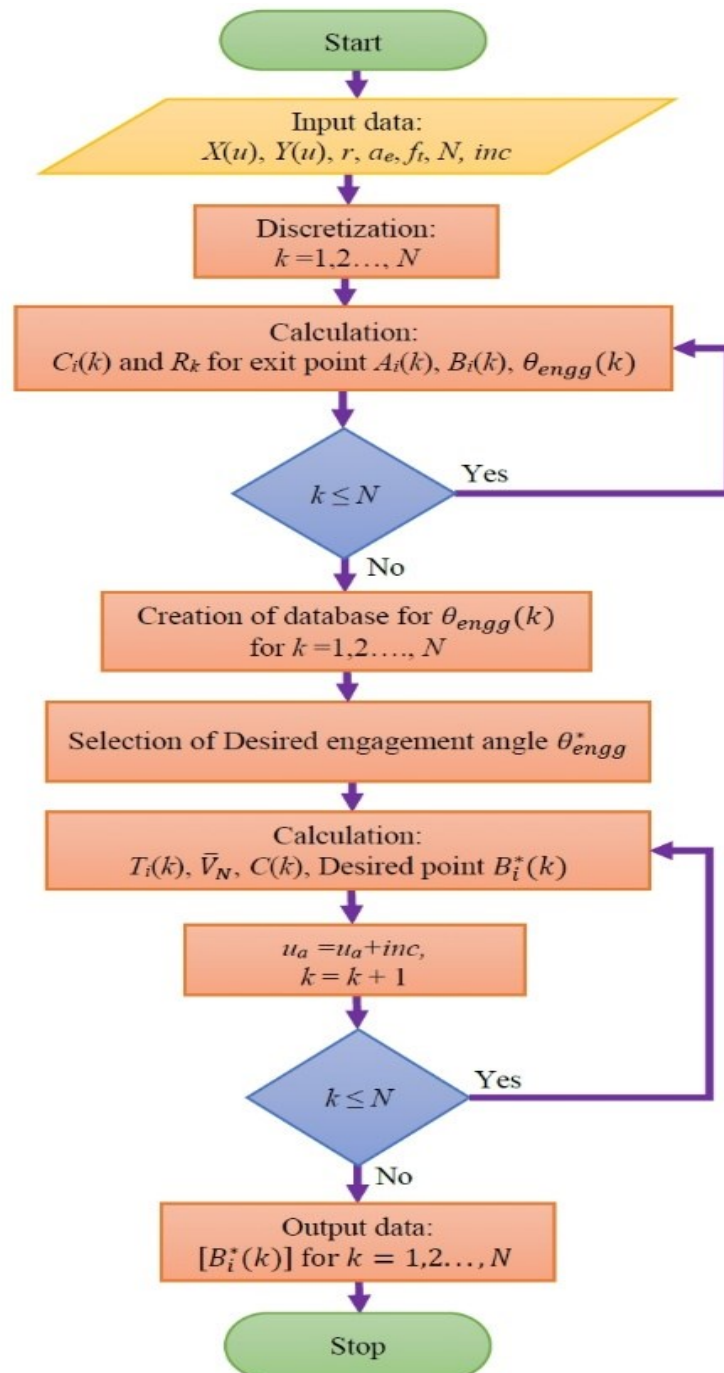 Start
Input data:
X(u), Y(u), r, aₑ, fₜ, N, inc
Discretization:
k =1,2…, N
Calculation:
Cᵢ(k) and Rₖ for exit point Aᵢ(k), Bᵢ(k), θ_engg(k)
k ≤ N
Yes
No
Creation of database for θ_engg(k)
for k =1,2…., N
Selection of Desired engagement angle θ*_engg
Calculation:
Tᵢ(k), V̄_N, C(k), Desired point B*ᵢ(k)
uₐ =uₐ+inc,
k = k + 1
k ≤ N
Yes
No
Output data:
[B*ᵢ(k)] for k = 1,2…, N
Stop